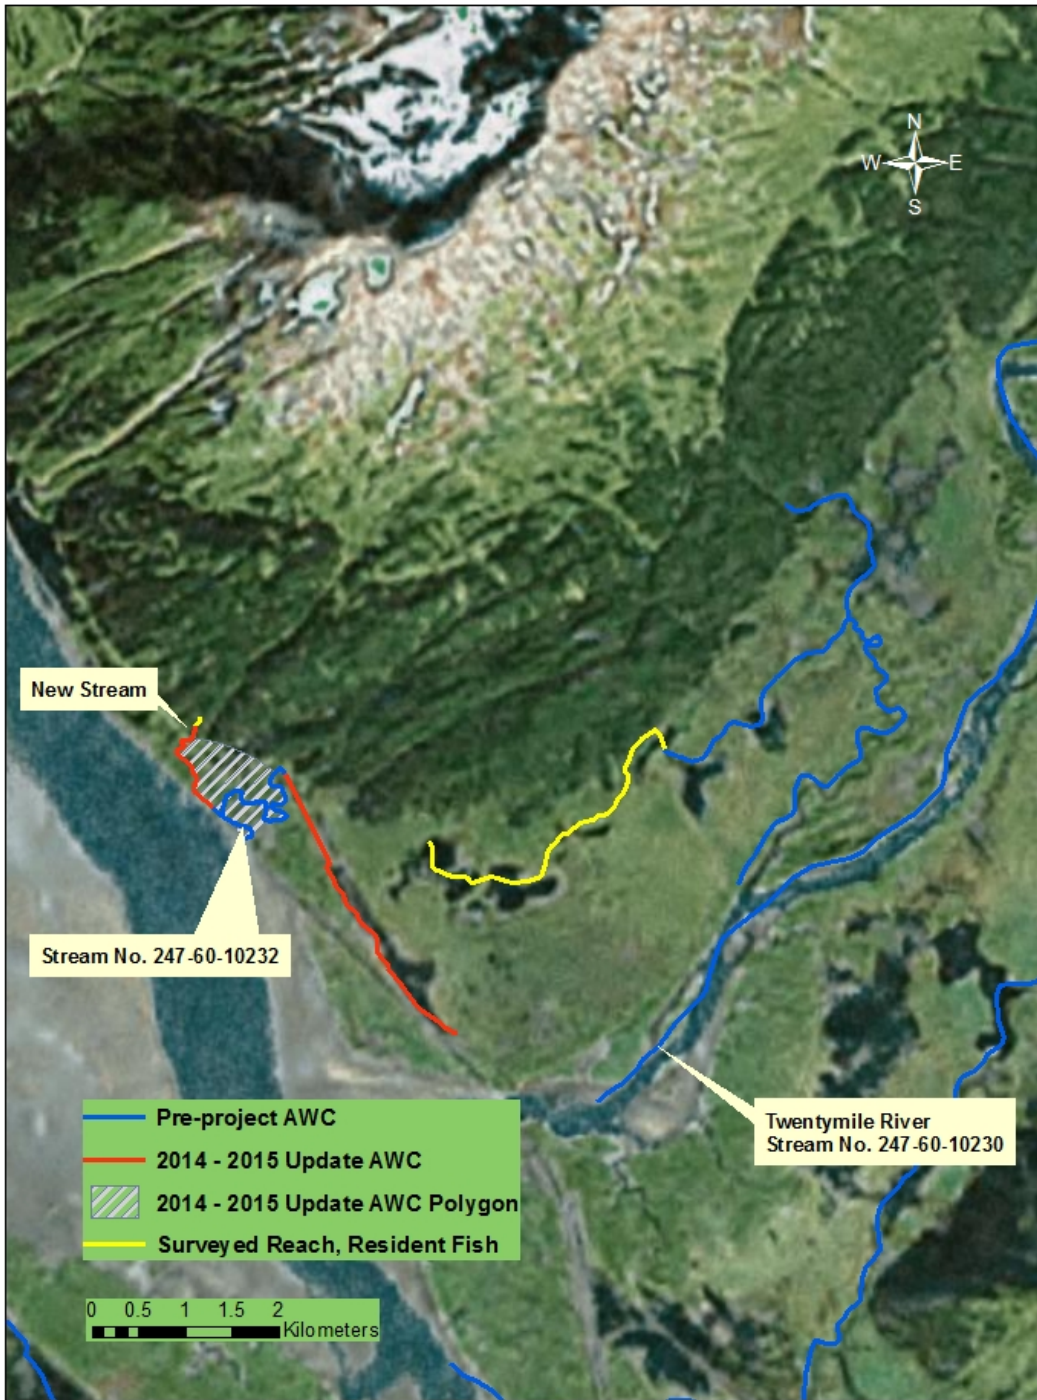 N
W E
S
New Stream
Stream No. 247-60-10232
Twentymile River
Stream No. 247-60-10230
Pre-project AWC
2014 - 2015 Update AWC
2014 - 2015 Update AWC Polygon
Surveyed Reach, Resident Fish
0 0.5 1 1.5 2
Kilometers